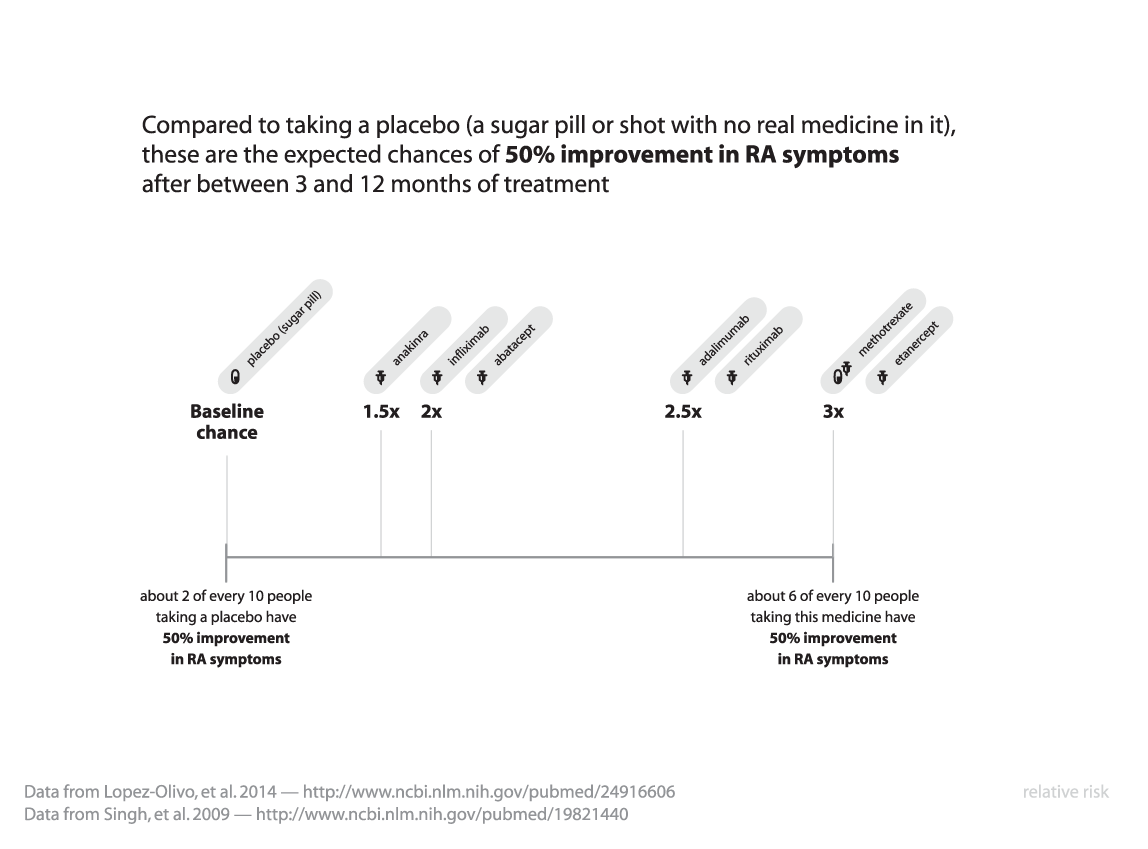 Compared to taking a placebo (a sugar pill or shot with no real medicine in it),
these are the expected chances of 50% improvement in RA symptoms
after between 3 and 12 months of treatment
placebo (sugar pill)
anakinra
infliximab
abatacept
adalimumab
rituximab
methotrexate
etanercept
Baseline
chance
1.5x
2x
2.5x
3x
about 2 of every 10 people
taking a placebo have
50% improvement
in RA symptoms
about 6 of every 10 people
taking this medicine have
50% improvement
in RA symptoms
Data from Lopez-Olivo, et al. 2014 — http://www.ncbi.nlm.nih.gov/pubmed/24916606
Data from Singh, et al. 2009 — http://www.ncbi.nlm.nih.gov/pubmed/19821440
relative risk